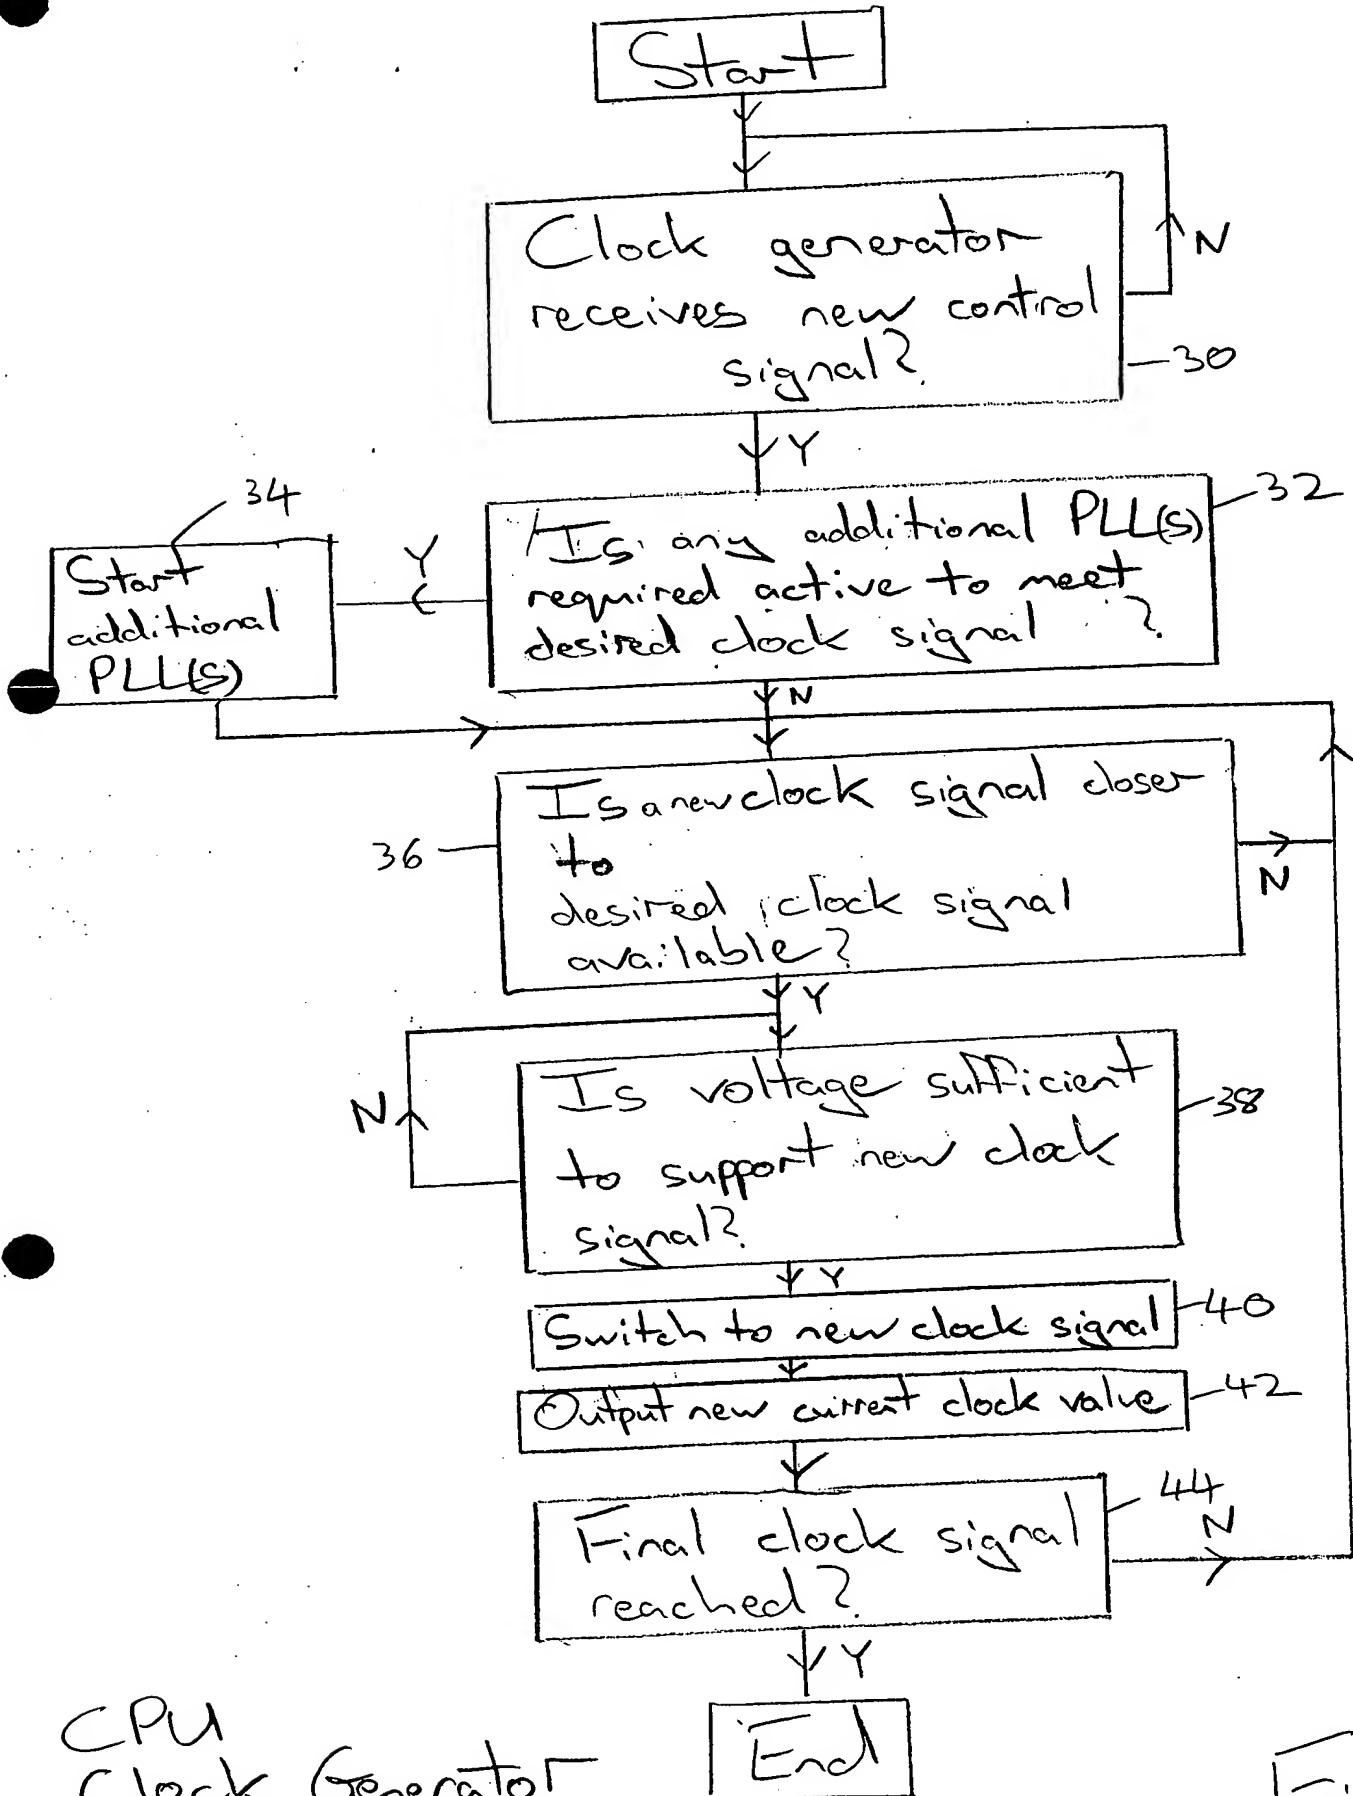 Start
Clock generator
receives new control
signal?
N
30
Y
32
34
Is any additional PLL(s)
required active to meet
desired clock signal ?
Y
Start
additional
PLL(s)
N
Is a new clock signal closer
to
desired clock signal
available?
36
N
Y
Is voltage sufficient
to support new clock
signal?
38
N
Y
Switch to new clock signal
40
Output new current clock value
42
Final clock signal
reached?
44
N
Y
End
CPU
Clock Generator